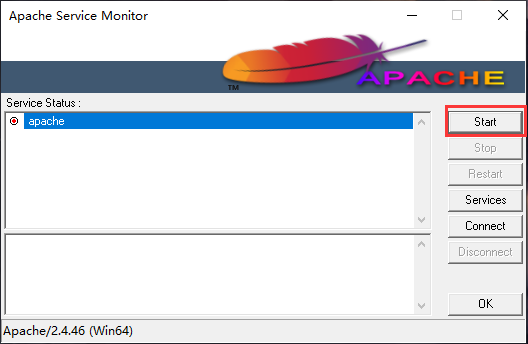 Apache Service Monitor
TM
APACHE
Service Status :
apache
Start
Stop
Restart
Services
Connect
Disconnect
OK
Apache/2.4.46 (Win64)